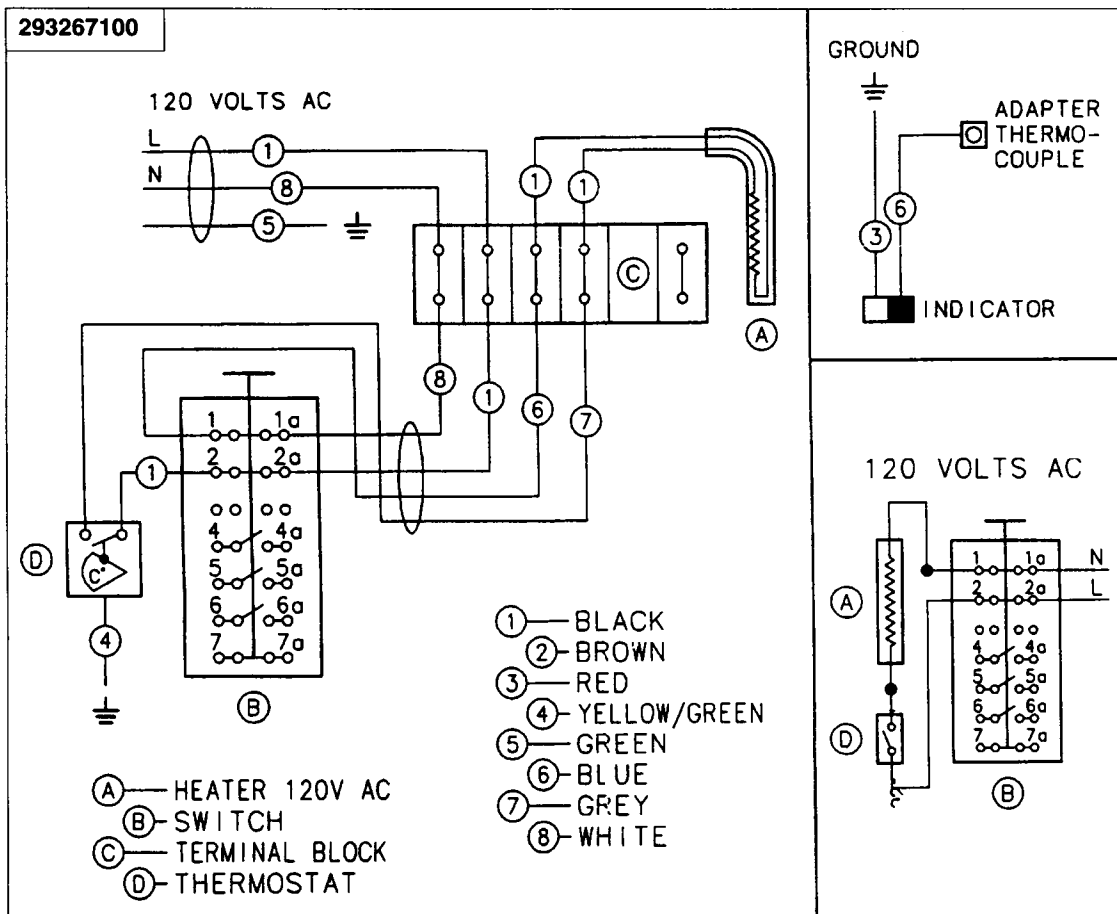 293267100
120 VOLTS AC
L
1
N
8
5
1
1
C
A
8
1
6
7
1 1a
2 2a
4 4a
5 5a
6 6a
7 7a
1
D
C°
4
B
1 BLACK
2 BROWN
3 RED
4 YELLOW/GREEN
5 GREEN
6 BLUE
7 GREY
8 WHITE
A HEATER 120V AC
B SWITCH
C TERMINAL BLOCK
D THERMOSTAT
GROUND
ADAPTER
THERMO-
COUPLE
6
3
INDICATOR
120 VOLTS AC
1 1a N
2 2a L
A
4 4a
5 5a
6 6a
D
7 7a
B